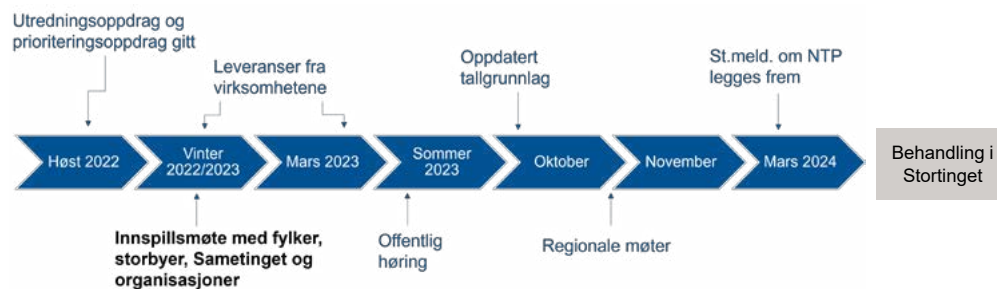 Utredningsoppdrag og
prioriteringsoppdrag gitt
Leveranser fra
virksomhetene
Oppdatert
tallgrunnlag
St.meld. om NTP
legges frem
Høst 2022
Vinter
2022/2023
Mars 2023
Sommer
2023
Oktober
November
Mars 2024
Behandling i
Stortinget
Innspillsmøte med fylker,
storbyer, Sametinget og
organisasjoner
Offentlig
høring
Regionale møter